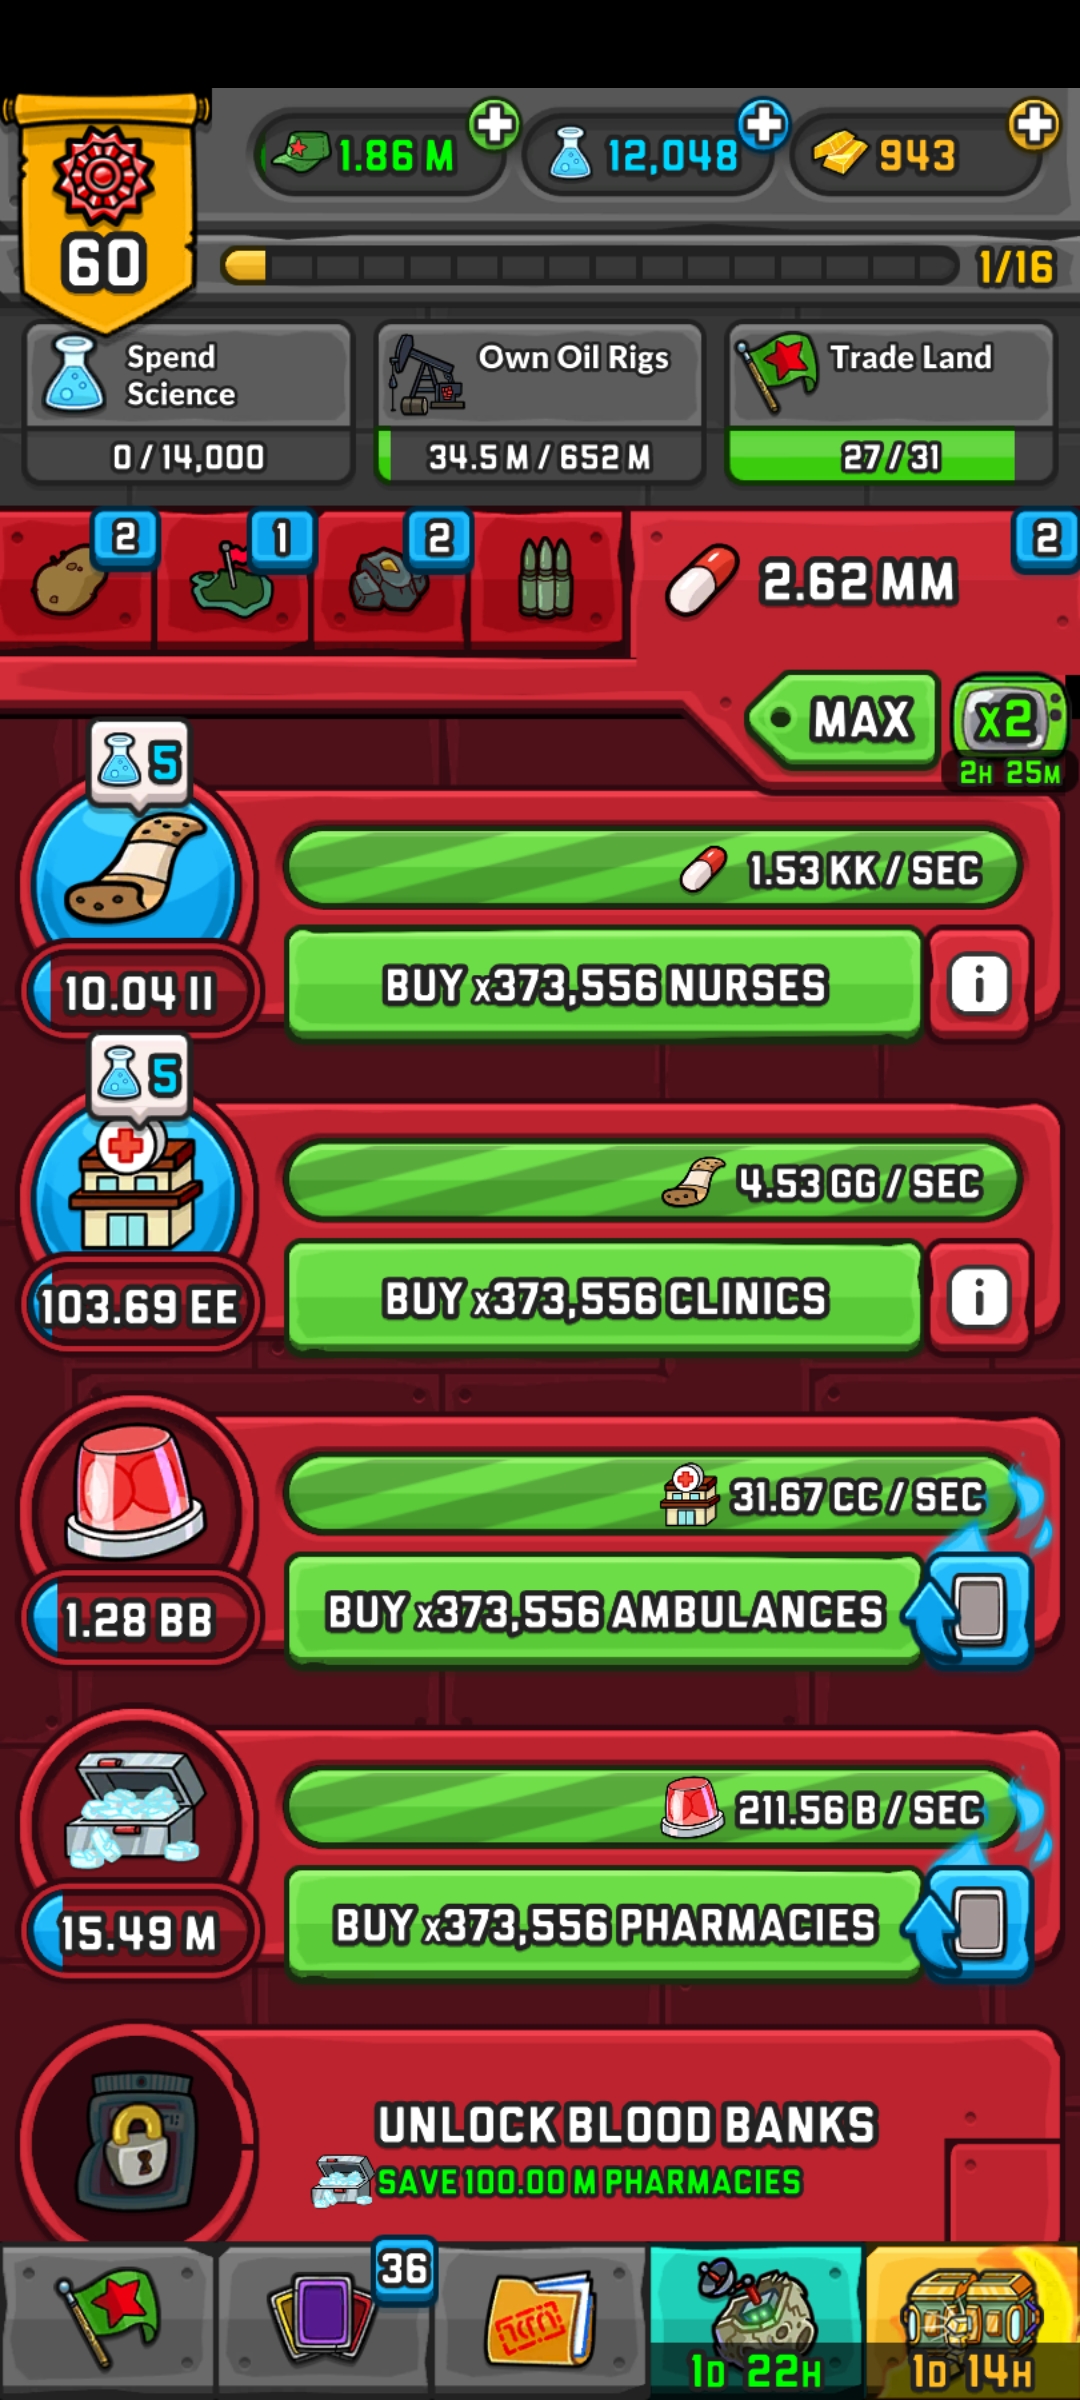 60
1.86 M
12,048
943
1/16
Spend
Science
0 / 14,000
Own Oil Rigs
34.5 M / 652 M
Trade Land
27 / 31
2
1
2
2.62 MM
2
MAX
x2
2H 25M
5
1.53 KK / SEC
10.04 II
BUY x373,556 NURSES
i
5
4.53 GG / SEC
103.69 EE
BUY x373,556 CLINICS
i
31.67 CC / SEC
1.28 BB
BUY x373,556 AMBULANCES
211.56 B / SEC
15.49 M
BUY x373,556 PHARMACIES
UNLOCK BLOOD BANKS
SAVE 100.00 M PHARMACIES
36
1D 22H
1D 14H